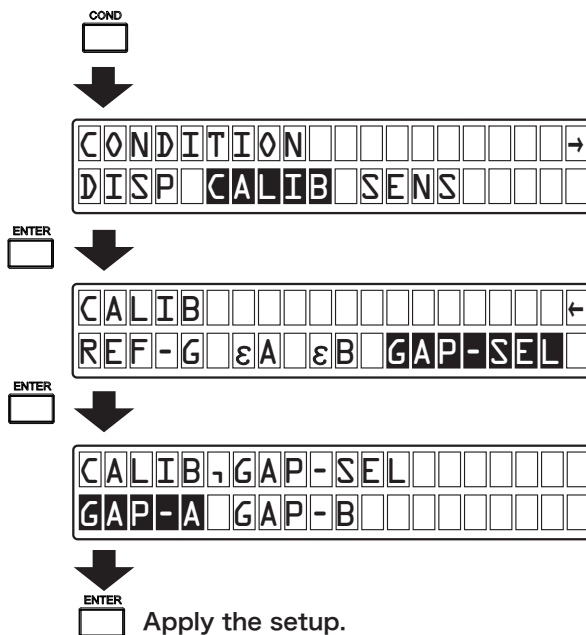 COND
CONDITION →
DISP CALIB SENS
ENTER
CALIB ←
REF-G εA εB GAP-SEL
ENTER
CALIB¬GAP-SEL
GAP-A GAP-B
ENTER
Apply the setup.